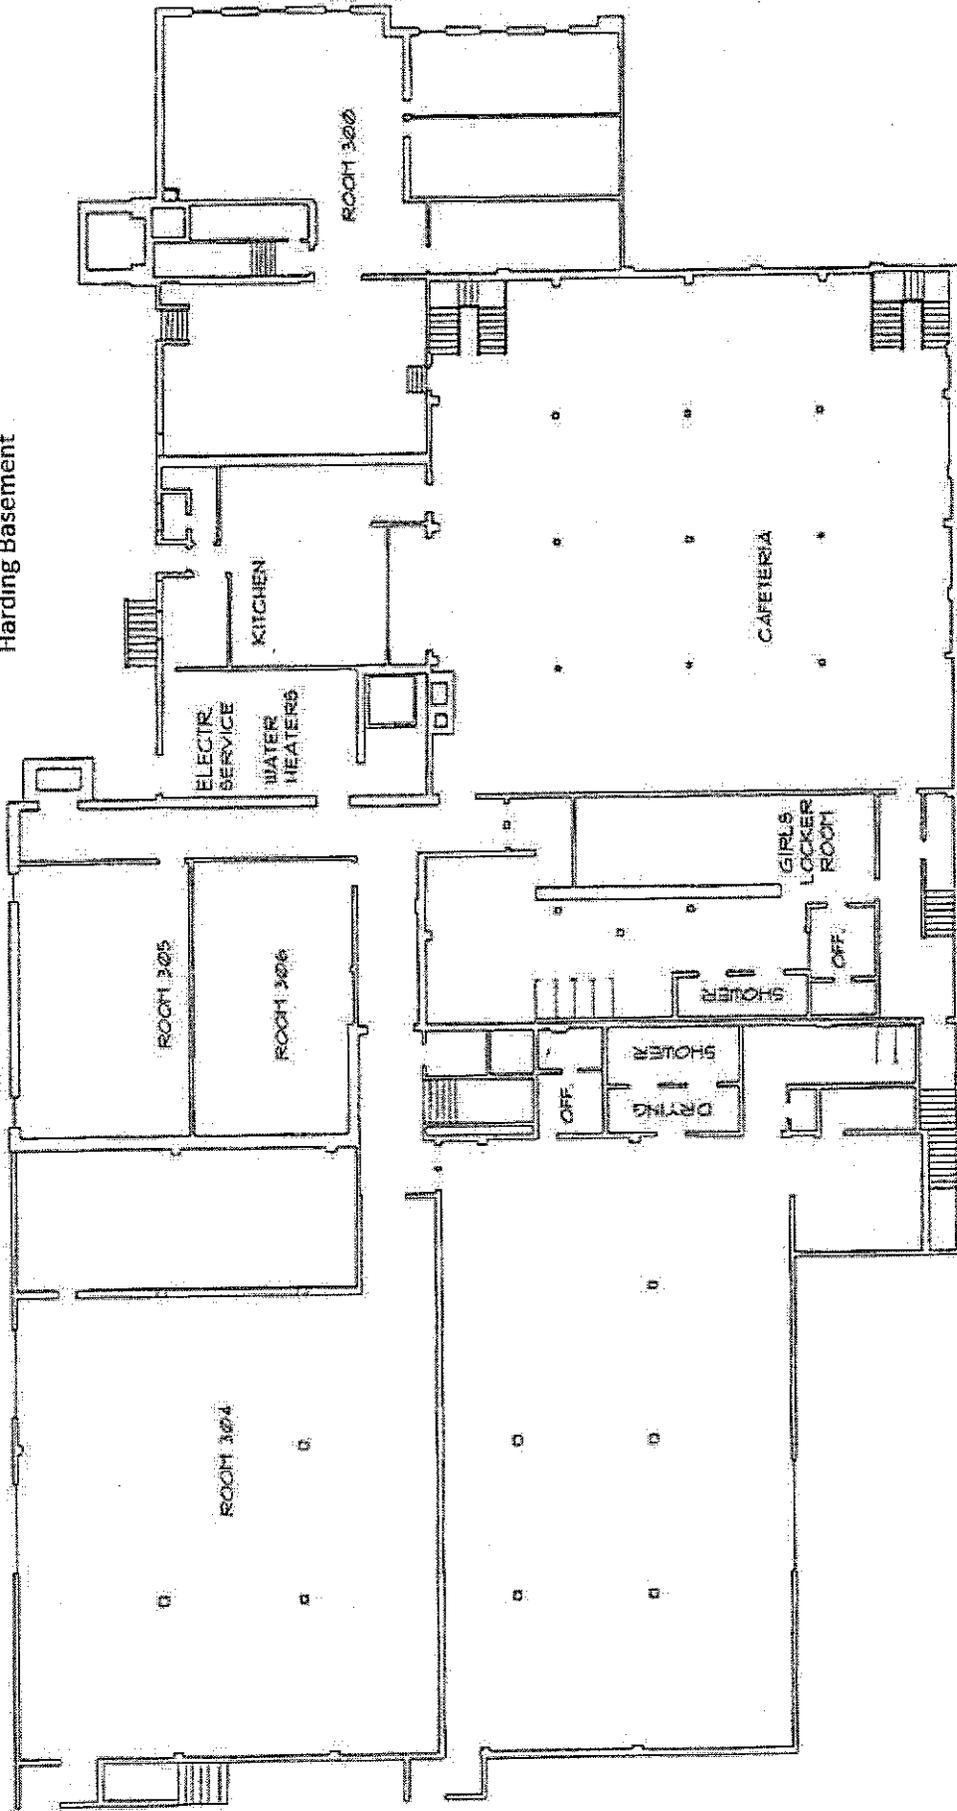 Harding Basement
ROOM 300
KITCHEN
ELECTR.
SERVICE
WATER
HEATERS
CAFETERIA
ROOM 305
ROOM 306
GIRLS
LOCKER
ROOM
OFF.
SHOWER
SHOWER
DRYING
OFF.
ROOM 304